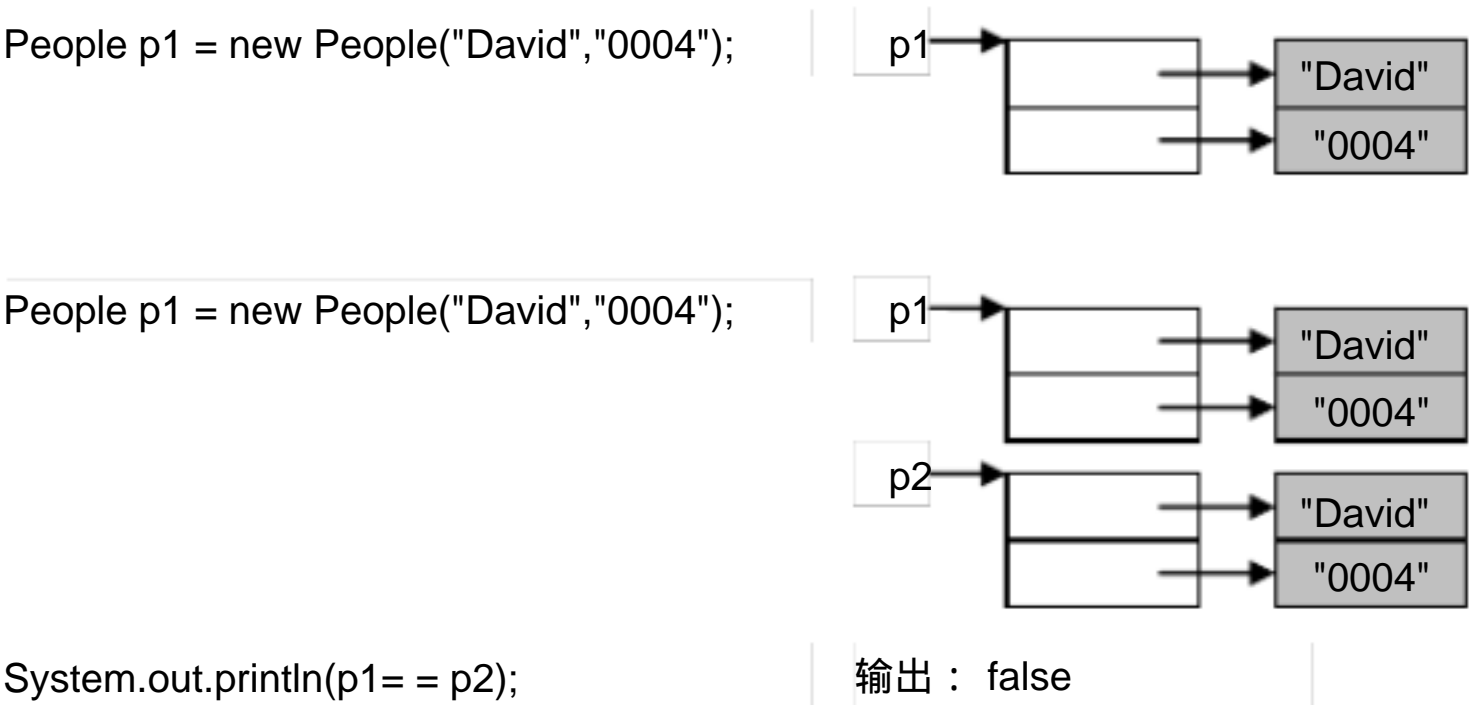 People p1 = new People("David","0004");
p1
"David"
"0004"
People p1 = new People("David","0004");
p1
"David"
"0004"
p2
"David"
"0004"
System.out.println(p1= = p2);
输出： false